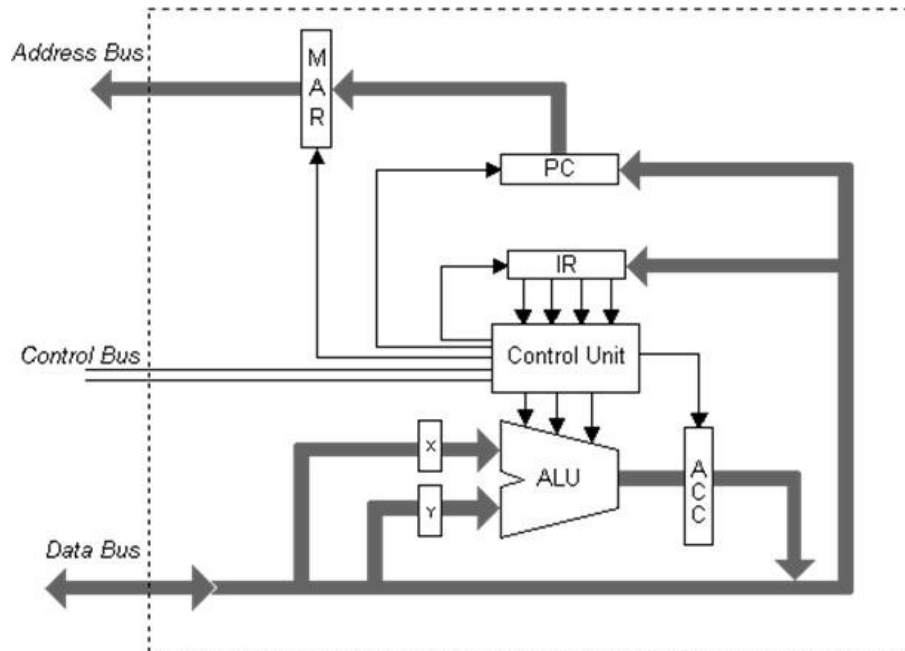 Address Bus
M
A
R
PC
IR
Control Bus
Control Unit
X
ALU
A
C
C
Y
Data Bus